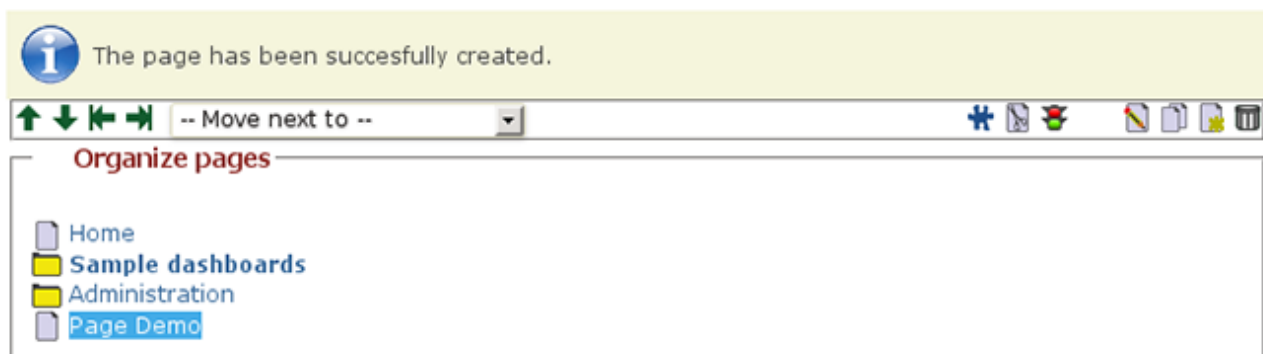 The page has been succesfully created.
-- Move next to --
Organize pages
Home
Sample dashboards
Administration
Page Demo